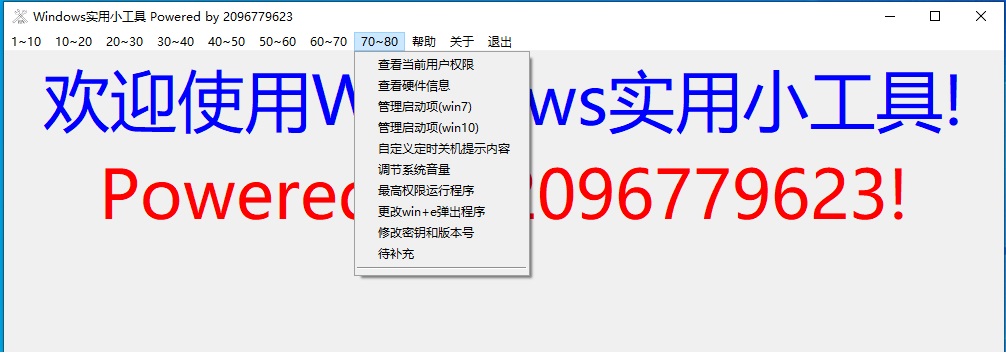 Windows实用小工具 Powered by 2096779623
1~10 10~20 20~30 30~40 40~50 50~60 60~70 70~80 帮助 关于 退出
查看当前用户权限
查看硬件信息
管理启动项(win7)
管理启动项(win10)
自定义定时关机提示内容
调节系统音量
最高权限运行程序
更改win+e弹出程序
修改密钥和版本号
待补充
欢迎使用W ws实用小工具!
Powered 2096779623!